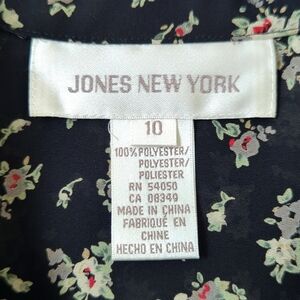 JONES NEW YORK
10
100% POLYESTER/
POLYESTER/
POLIESTER
RN 54050
CA 08349
MADE IN CHINA
FABRIQUÉ EN
CHINE
HECHO EN CHINA